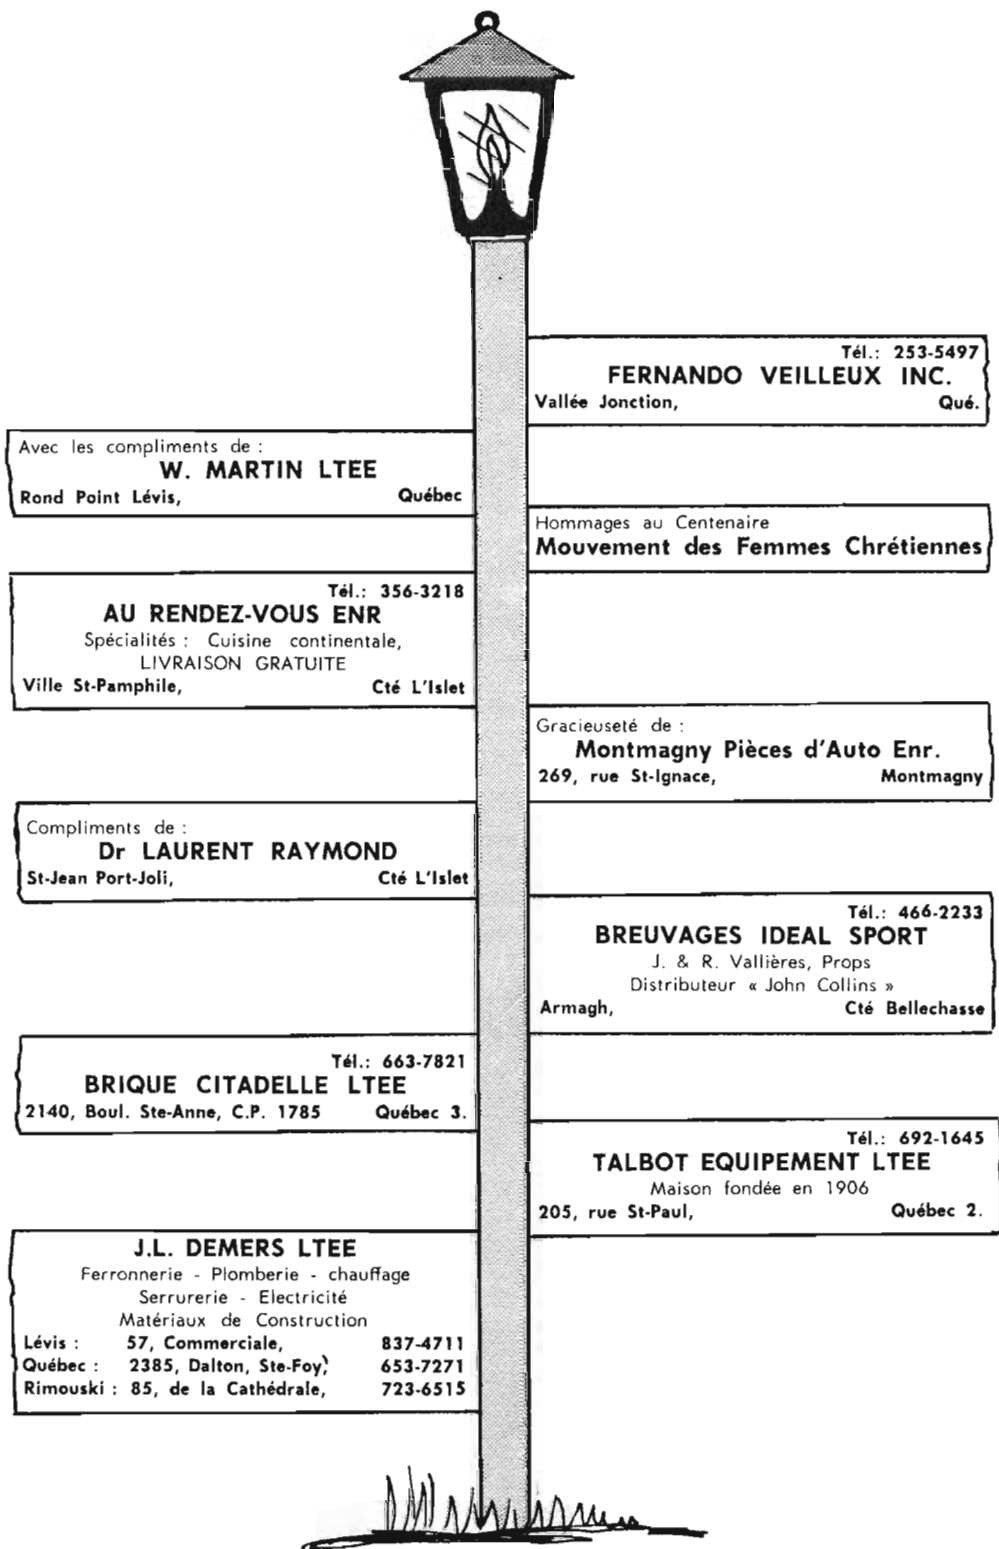 Tél.: 253-5497
FERNANDO VEILLEUX INC.
Vallée Jonction, Qué.
Avec les compliments de :
W. MARTIN LTEE
Rond Point Lévis, Québec
Hommages au Centenaire
Mouvement des Femmes Chrétiennes
Tél.: 356-3218
AU RENDEZ-VOUS ENR
Spécialités : Cuisine continentale,
LIVRAISON GRATUITE
Ville St-Pamphile, Cté L'Islet
Gracieuseté de :
Montmagny Pièces d'Auto Enr.
269, rue St-Ignace, Montmagny
Compliments de :
Dr LAURENT RAYMOND
St-Jean Port-Joli, Cté L'Islet
Tél.: 466-2233
BREUVAGES IDEAL SPORT
J. & R. Vallières, Props
Distributeur « John Collins »
Armagh, Cté Bellechasse
Tél.: 663-7821
BRIQUE CITADELLE LTEE
2140, Boul. Ste-Anne, C.P. 1785 Québec 3.
Tél.: 692-1645
TALBOT EQUIPEMENT LTEE
Maison fondée en 1906
205, rue St-Paul, Québec 2.
J.L. DEMERS LTEE
Ferronnerie - Plomberie - chauffage
Serrurerie - Electricité
Matériaux de Construction
Lévis : 57, Commerciale, 837-4711
Québec : 2385, Dalton, Ste-Foy, 653-7271
Rimouski : 85, de la Cathédrale, 723-6515